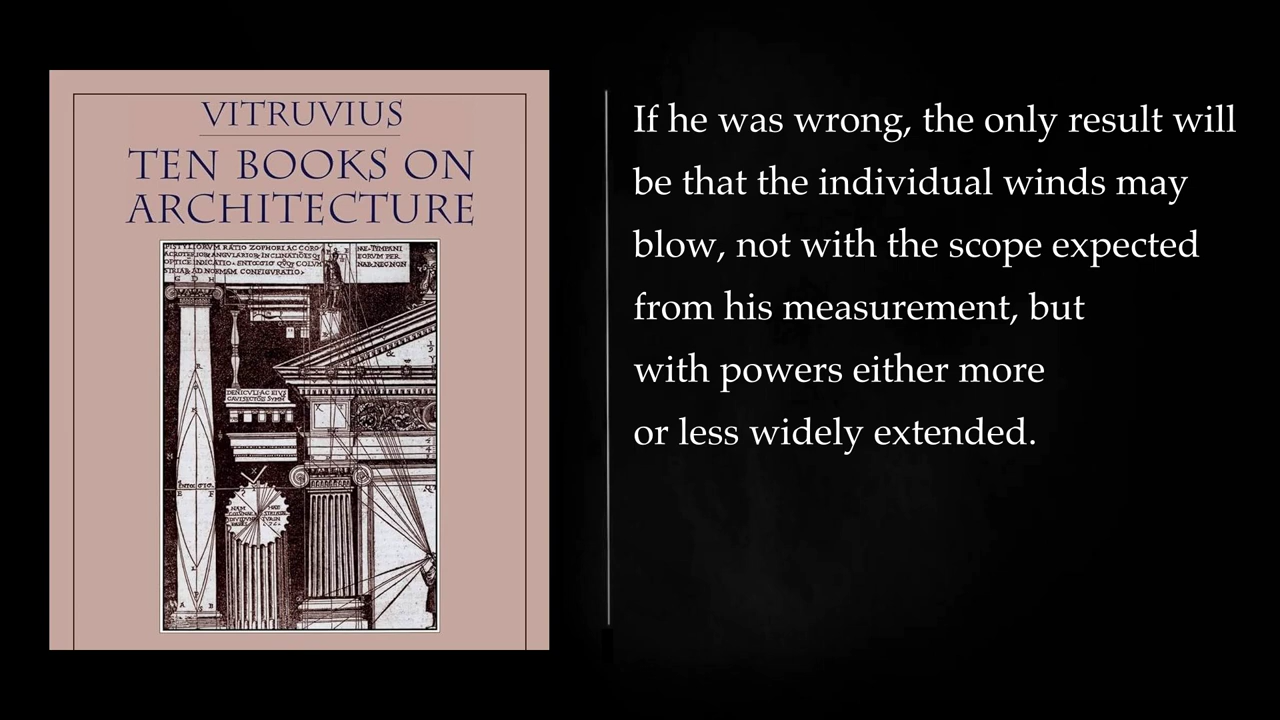 VITRUVIUS
TEN BOOKS ON
ARCHITECTURE
If he was wrong, the only result will
be that the individual winds may
blow, not with the scope expected
from his measurement, but
with powers either more
or less widely extended.